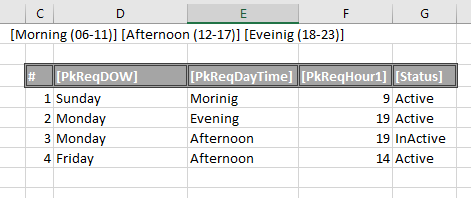 C D E F G
[Morning (06-11)] [Afternoon (12-17)] [Eveinig (18-23)]
# [PkReqDOW] [PkReqDayTime] [PkReqHour1] [Status]
1 Sunday Morinig 9 Active
2 Monday Evening 19 Active
3 Monday Afternoon 19 InActive
4 Friday Afternoon 14 Active